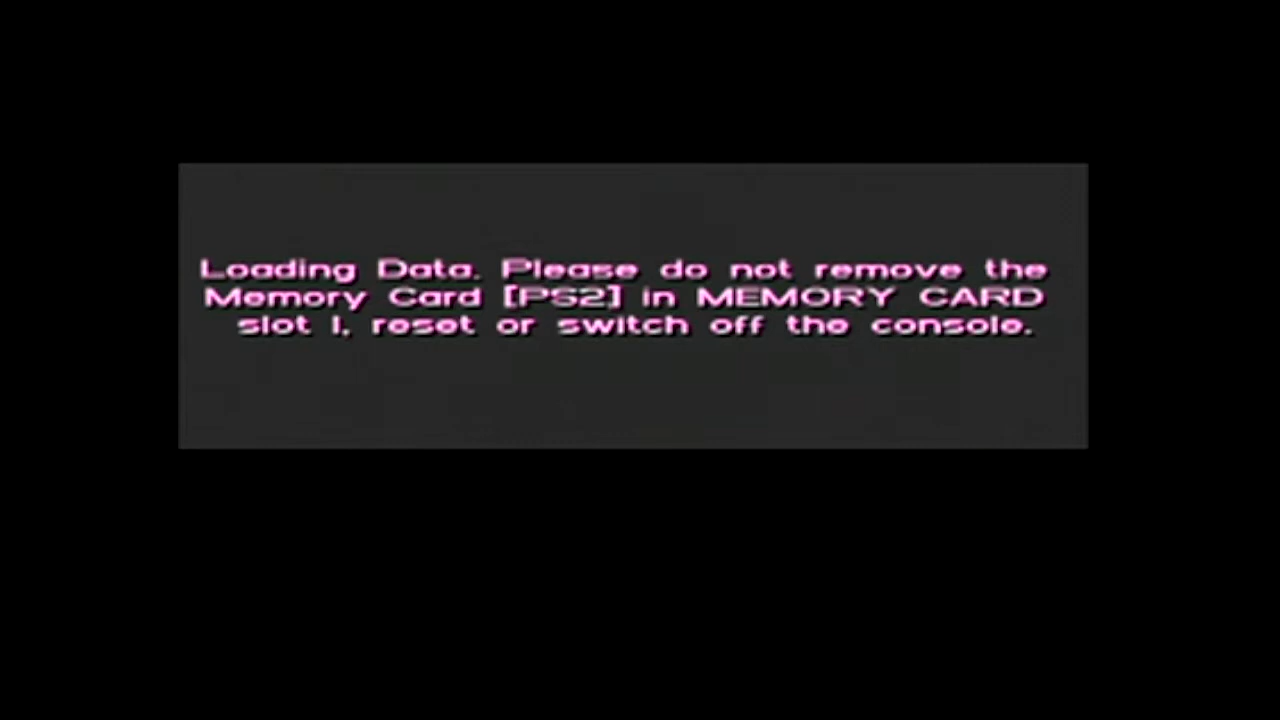 Loading Data. Please do not remove the
Memory Card [PS2] in MEMORY CARD
slot 1, reset or switch off the console.